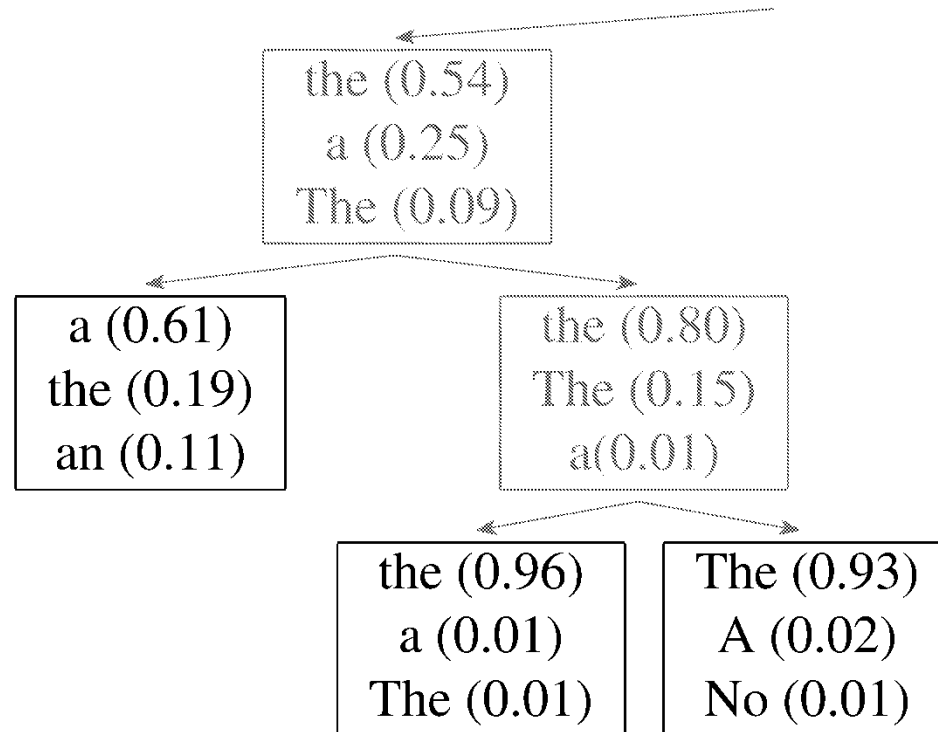 the (0.54)
a (0.25)
The (0.09)
a (0.61)
the (0.19)
an (0.11)
the (0.80)
The (0.15)
a(0.01)
the (0.96)
a (0.01)
The (0.01)
The (0.93)
A (0.02)
No (0.01)